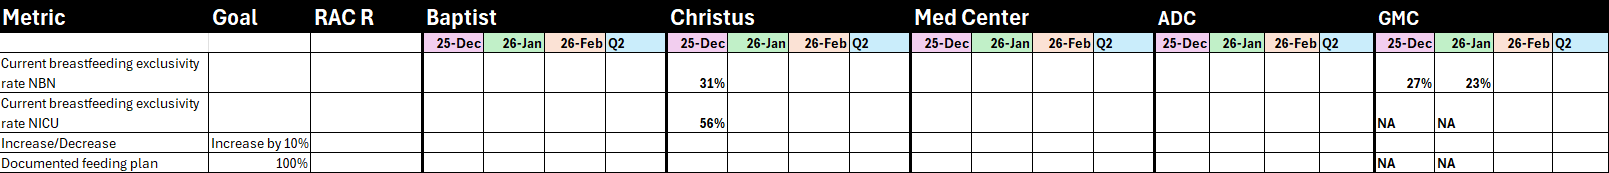 Metric Goal RAC R Baptist Christus Med Center ADC GMC
25-Dec 26-Jan 26-Feb Q2 25-Dec 26-Jan 26-Feb Q2 25-Dec 26-Jan 26-Feb Q2 25-Dec 26-Jan 26-Feb Q2 25-Dec 26-Jan 26-Feb Q2
Current breastfeeding exclusivity
rate NBN 31% 27% 23%
Current breastfeeding exclusivity
rate NICU 56% NA NA
Increase/Decrease Increase by 10%
Documented feeding plan 100% NA NA